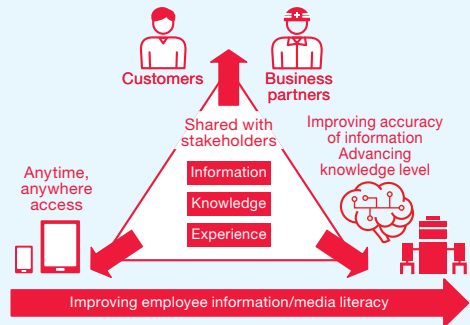 Customers
Business
partners
Shared with
stakeholders
Information
Knowledge
Experience
Anytime,
anywhere
access
Improving accuracy
of information
Advancing
knowledge level
Improving employee information/media literacy